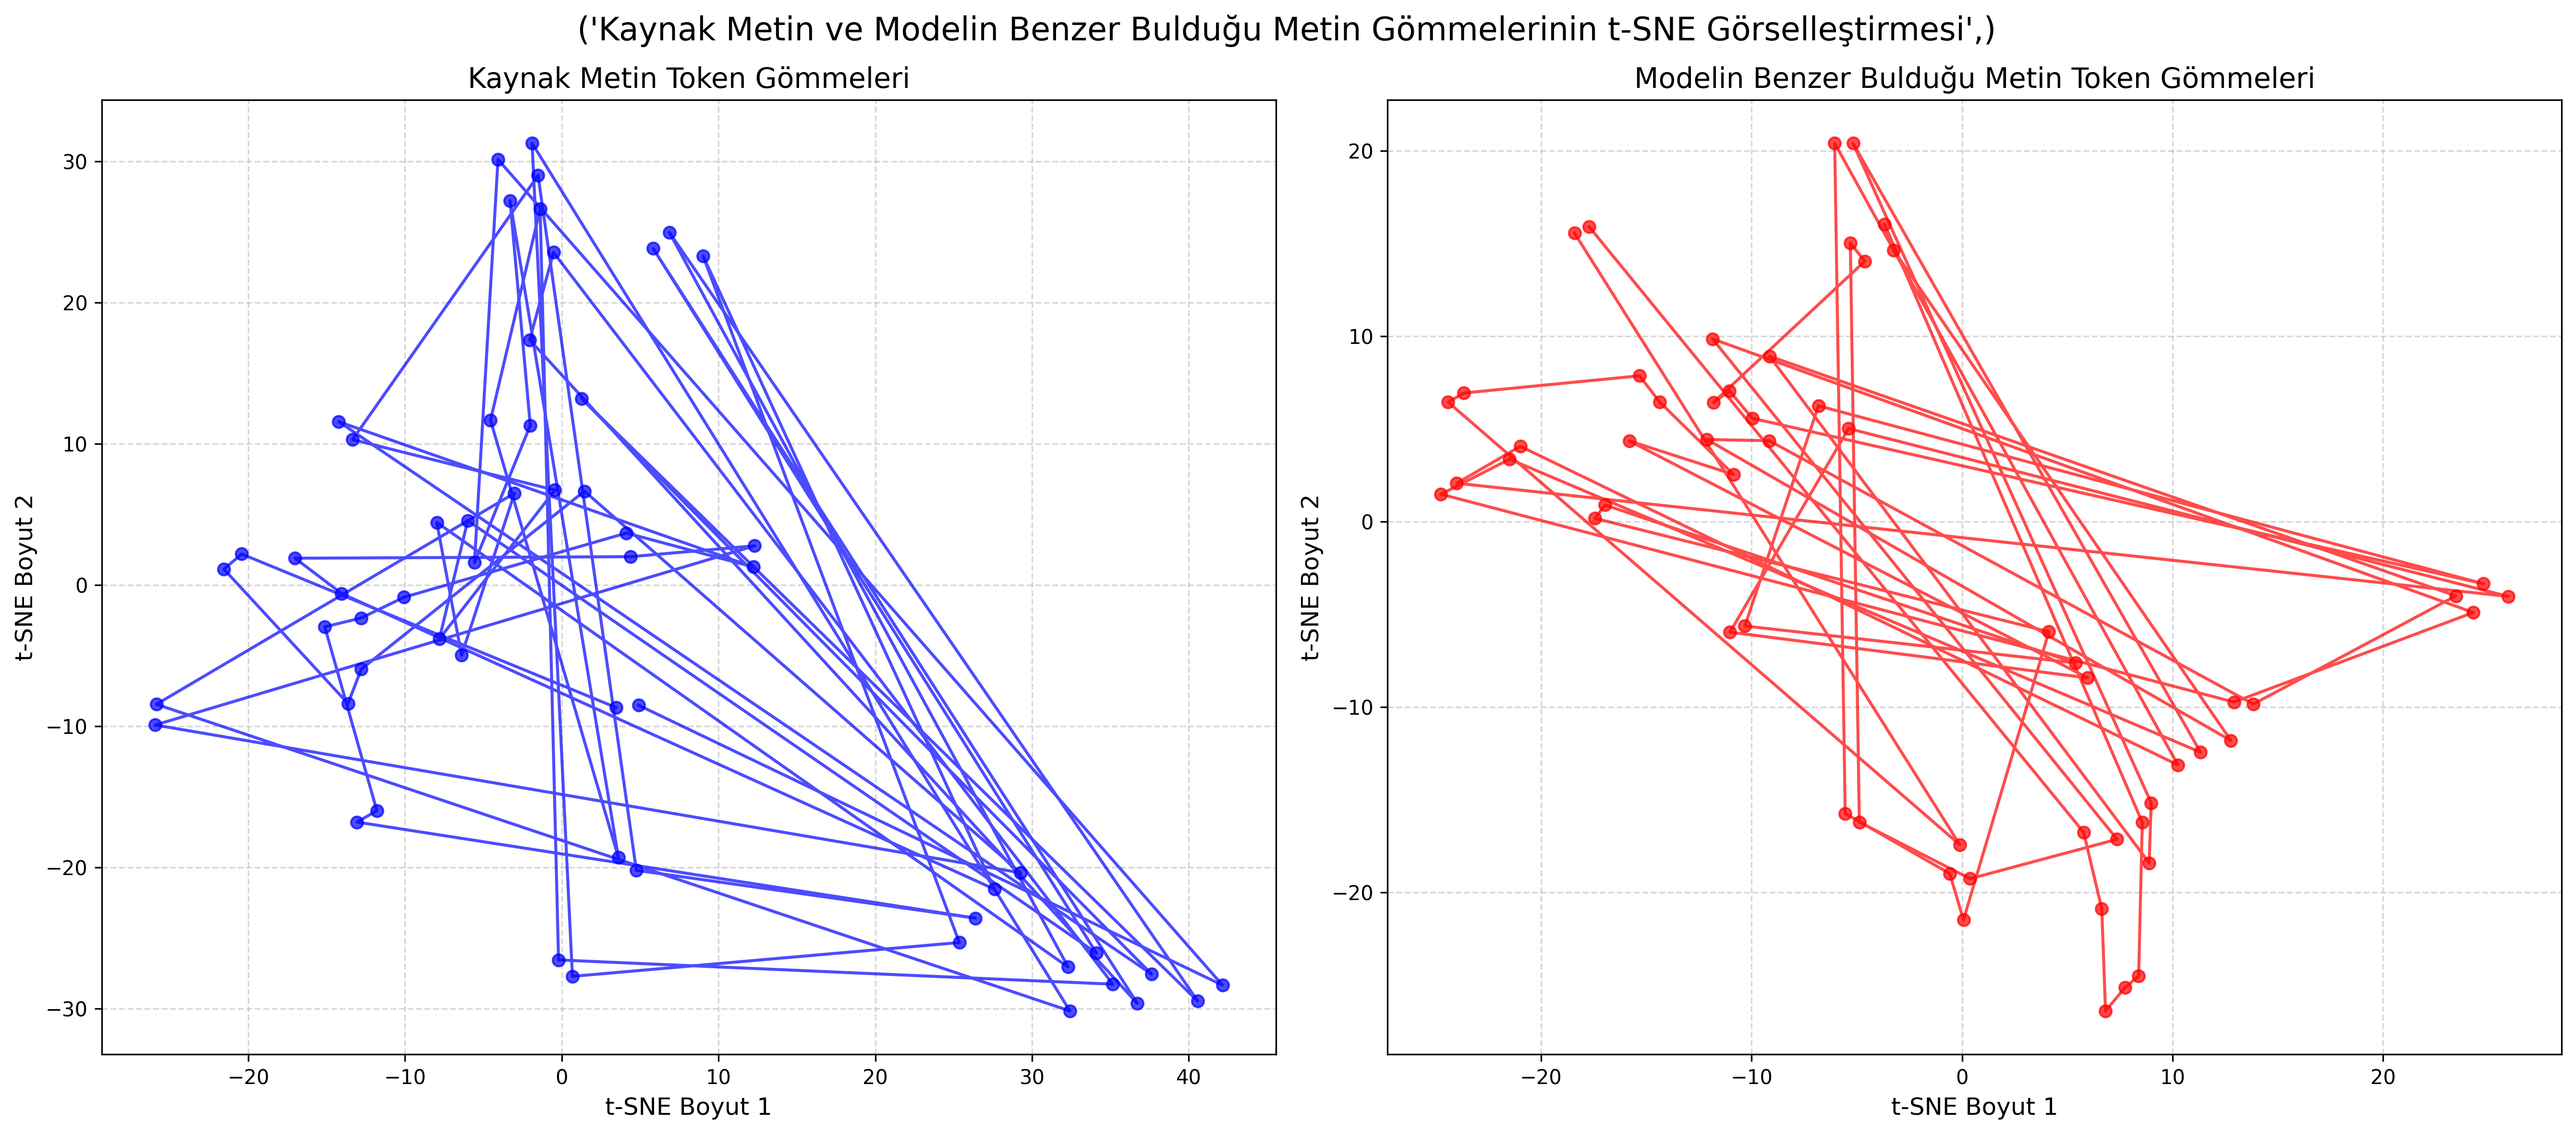 ('Kaynak Metin ve Modelin Benzer Bulduğu Metin Gömmelerinin t-SNE Görselleştirmesi',)
Kaynak Metin Token Gömmeleri
30
20
10
0
−10
−20
−30
t-SNE Boyut 2
−20 −10 0 10 20 30 40
t-SNE Boyut 1
Modelin Benzer Bulduğu Metin Token Gömmeleri
20
10
0
−10
−20
t-SNE Boyut 2
−20 −10 0 10 20
t-SNE Boyut 1